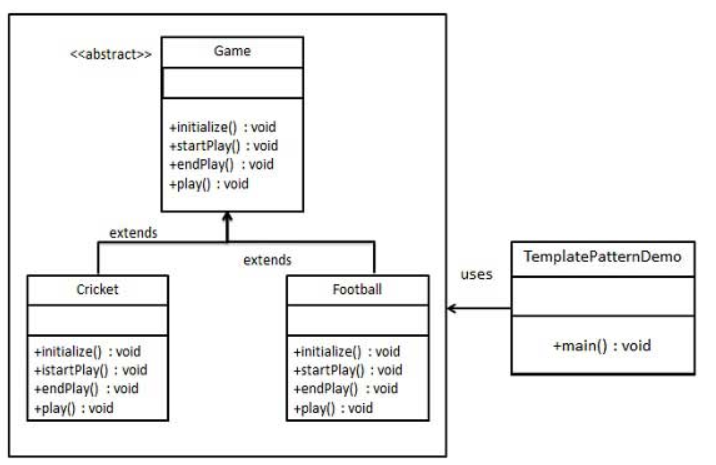 <<abstract>>
Game
+initialize() : void
+startPlay() : void
+endPlay() : void
+play() : void
extends
extends
Cricket
+initialize() : void
+istartPlay() : void
+endPlay() : void
+play() : void
Football
+initialize() : void
+startPlay() : void
+endPlay() : void
+play() : void
uses
TemplatePatternDemo
+main() : void